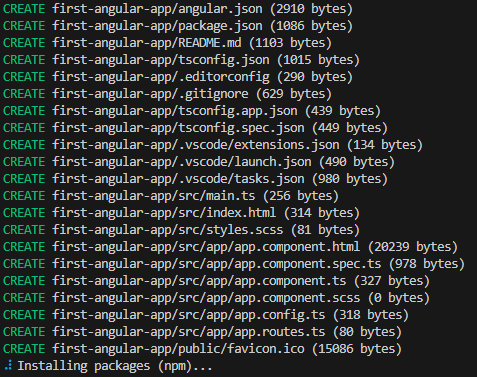 CREATE first-angular-app/angular.json (2910 bytes)
CREATE first-angular-app/package.json (1086 bytes)
CREATE first-angular-app/README.md (1103 bytes)
CREATE first-angular-app/tsconfig.json (1015 bytes)
CREATE first-angular-app/.editorconfig (290 bytes)
CREATE first-angular-app/.gitignore (629 bytes)
CREATE first-angular-app/tsconfig.app.json (439 bytes)
CREATE first-angular-app/tsconfig.spec.json (449 bytes)
CREATE first-angular-app/.vscode/extensions.json (134 bytes)
CREATE first-angular-app/.vscode/launch.json (490 bytes)
CREATE first-angular-app/.vscode/tasks.json (980 bytes)
CREATE first-angular-app/src/main.ts (256 bytes)
CREATE first-angular-app/src/index.html (314 bytes)
CREATE first-angular-app/src/styles.scss (81 bytes)
CREATE first-angular-app/src/app/app.component.html (20239 bytes)
CREATE first-angular-app/src/app/app.component.spec.ts (978 bytes)
CREATE first-angular-app/src/app/app.component.ts (327 bytes)
CREATE first-angular-app/src/app/app.component.scss (0 bytes)
CREATE first-angular-app/src/app/app.config.ts (318 bytes)
CREATE first-angular-app/src/app/app.routes.ts (80 bytes)
CREATE first-angular-app/public/favicon.ico (15086 bytes)
Installing packages (npm)...